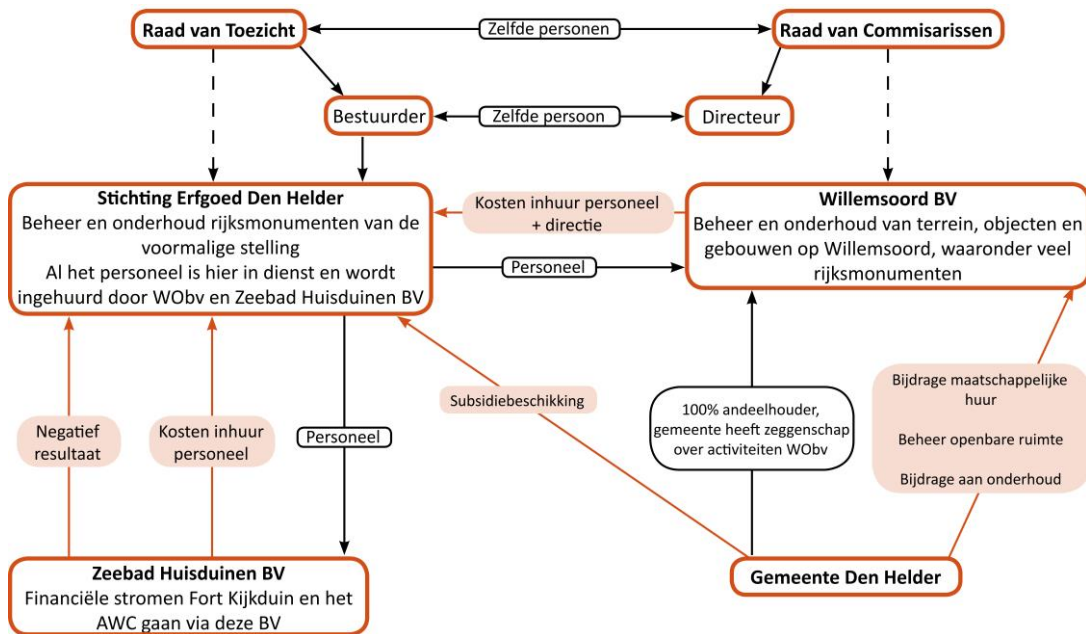 Raad van Toezicht
Zelfde personen
Raad van Commisarissen
Bestuurder
Zelfde persoon
Directeur
Stichting Erfgoed Den Helder
Beheer en onderhoud rijksmonumenten van de
voormalige stelling
Al het personeel is hier in dienst en wordt
ingehuurd door WObv en Zeebad Huisduinen BV
Kosten inhuur personeel
+ directie
Personeel
Willemsoord BV
Beheer en onderhoud van terrein, objecten en
gebouwen op Willemsoord, waaronder veel
rijksmonumenten
Negatief
resultaat
Kosten inhuur
personeel
Personeel
Subsidiebeschikking
100% andeelhouder,
gemeente heeft zeggenschap
over activiteiten WObv
Bijdrage maatschappelijke
huur
Beheer openbare ruimte
Bijdrage aan onderhoud
Zeebad Huisduinen BV
Financiële stromen Fort Kijkduin en het
AWC gaan via deze BV
Gemeente Den Helder